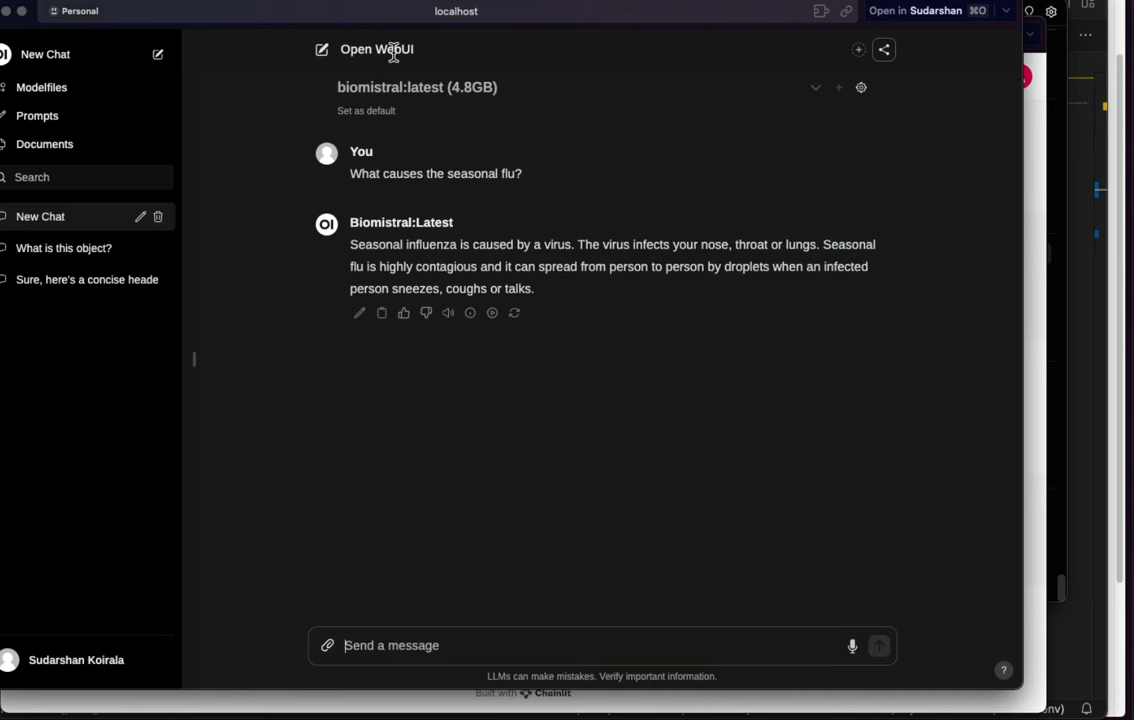 Personal
localhost
Open in Sudarshan ⌘O
OI New Chat
Modelfiles
Prompts
Documents
Search
New Chat
What is this object?
Sure, here's a concise heade
Sudarshan Koirala
Open WebUI
biomistral:latest (4.8GB)
Set as default
You
What causes the seasonal flu?
OI Biomistral:Latest
Seasonal influenza is caused by a virus. The virus infects your nose, throat or lungs. Seasonal
flu is highly contagious and it can spread from person to person by droplets when an infected
person sneezes, coughs or talks.
Send a message
LLMs can make mistakes. Verify important information.
?
Built with Chainlit
env)